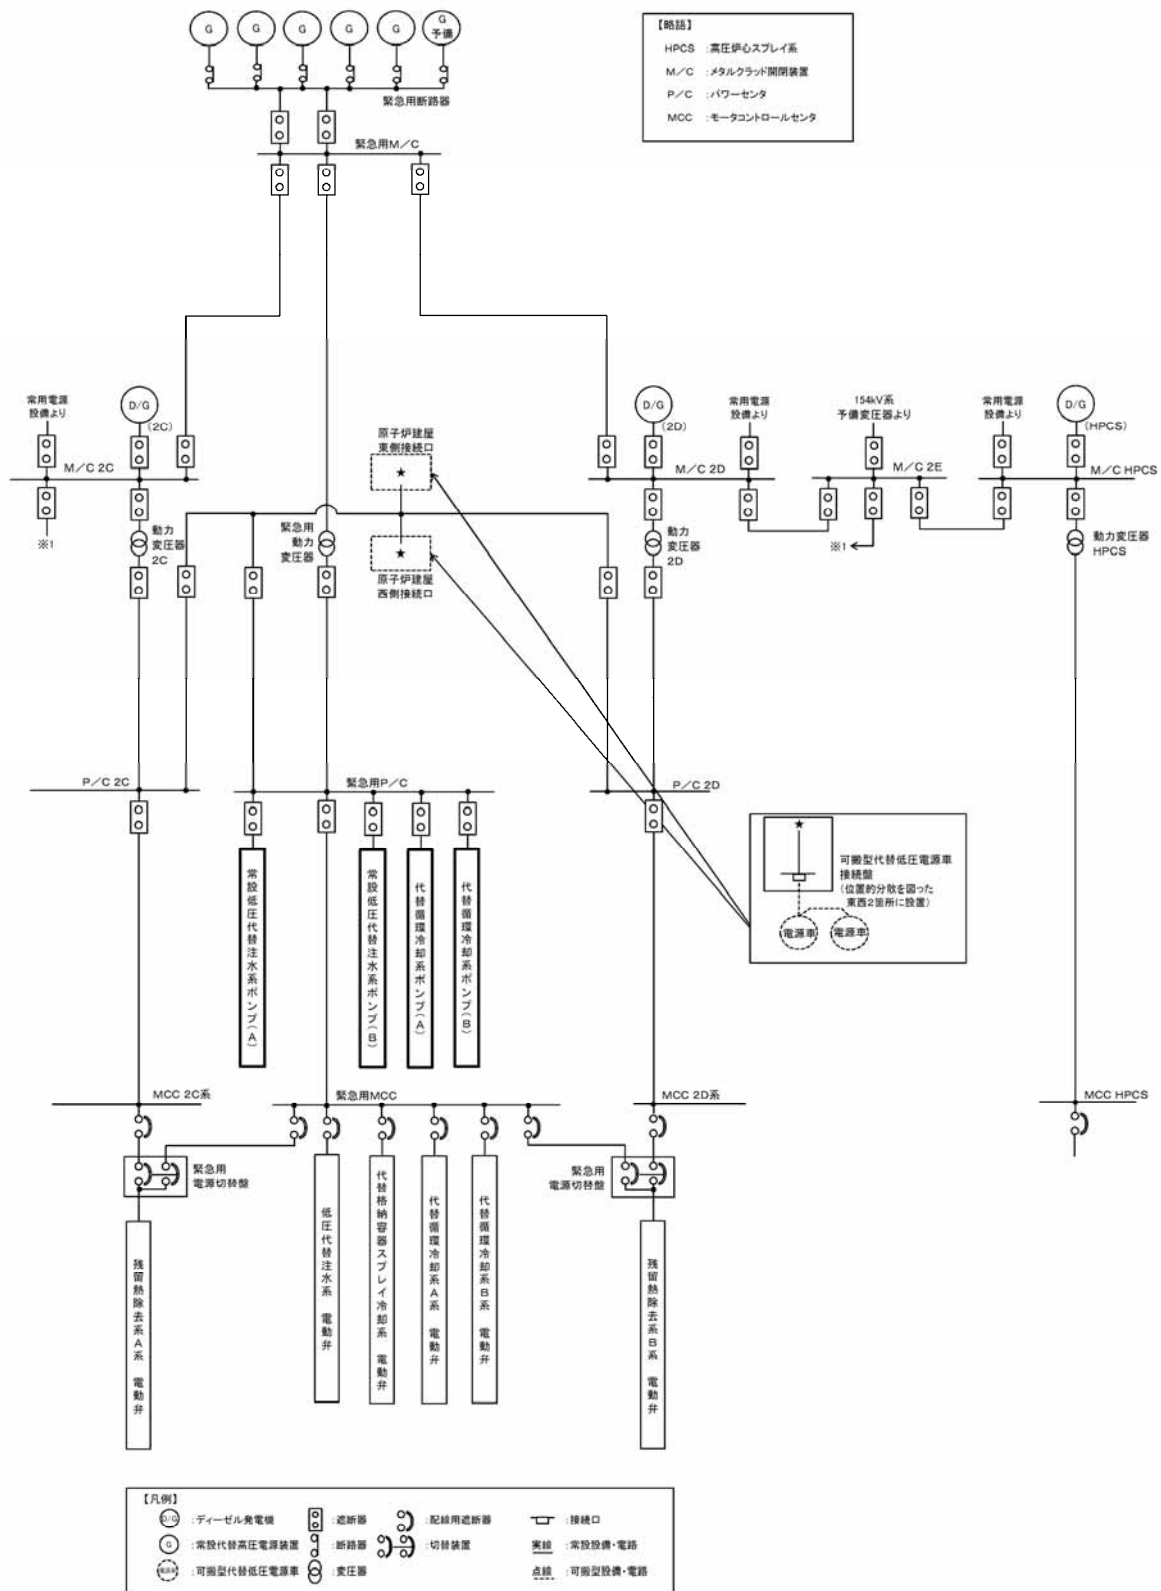 G
G
G
G
G
G
予備
緊急用断路器
緊急用M/C
【略語】
HPCS :高圧炉心スプレイ系
M/C :メタルクラッド開閉装置
P/C :パワーセンタ
MCC :モータコントロールセンタ
常用電源
設備より
D/G
(2C)
M/C 2C
※1
動力
変圧器
2C
原子炉建屋
東側接続口
★
緊急用
動力
変圧器
★
原子炉建屋
西側接続口
D/G
(2D)
M/C 2D
動力
変圧器
2D
常用電源
設備より
154kV系
予備変圧器より
M/C 2E
※1
常用電源
設備より
D/G
(HPCS)
M/C HPCS
動力変圧器
HPCS
P/C 2C
緊急用P/C
P/C 2D
常設低圧代替注水系ポンプ(A)
常設低圧代替注水系ポンプ(B)
代替循環冷却系ポンプ(A)
代替循環冷却系ポンプ(B)
★
可搬型代替低圧電源車
接続盤
(位置的分散を図った
東西2箇所に設置)
電源車
電源車
MCC 2C系
緊急用MCC
MCC 2D系
MCC HPCS
緊急用
電源切替盤
緊急用
電源切替盤
残留熱除去系A系 電動弁
低圧代替注水系 電動弁
代替格納容器スプレイ冷却系 電動弁
代替循環冷却系A系 電動弁
代替循環冷却系B系 電動弁
残留熱除去系B系 電動弁
【凡例】
D/G :ディーゼル発電機
:遮断器
:配線用遮断器
:接続口
G :常設代替高圧電源装置
:断路器
:切替装置
実線 :常設設備・電路
電源車 :可搬型代替低圧電源車
:変圧器
点線 :可搬型設備・電路